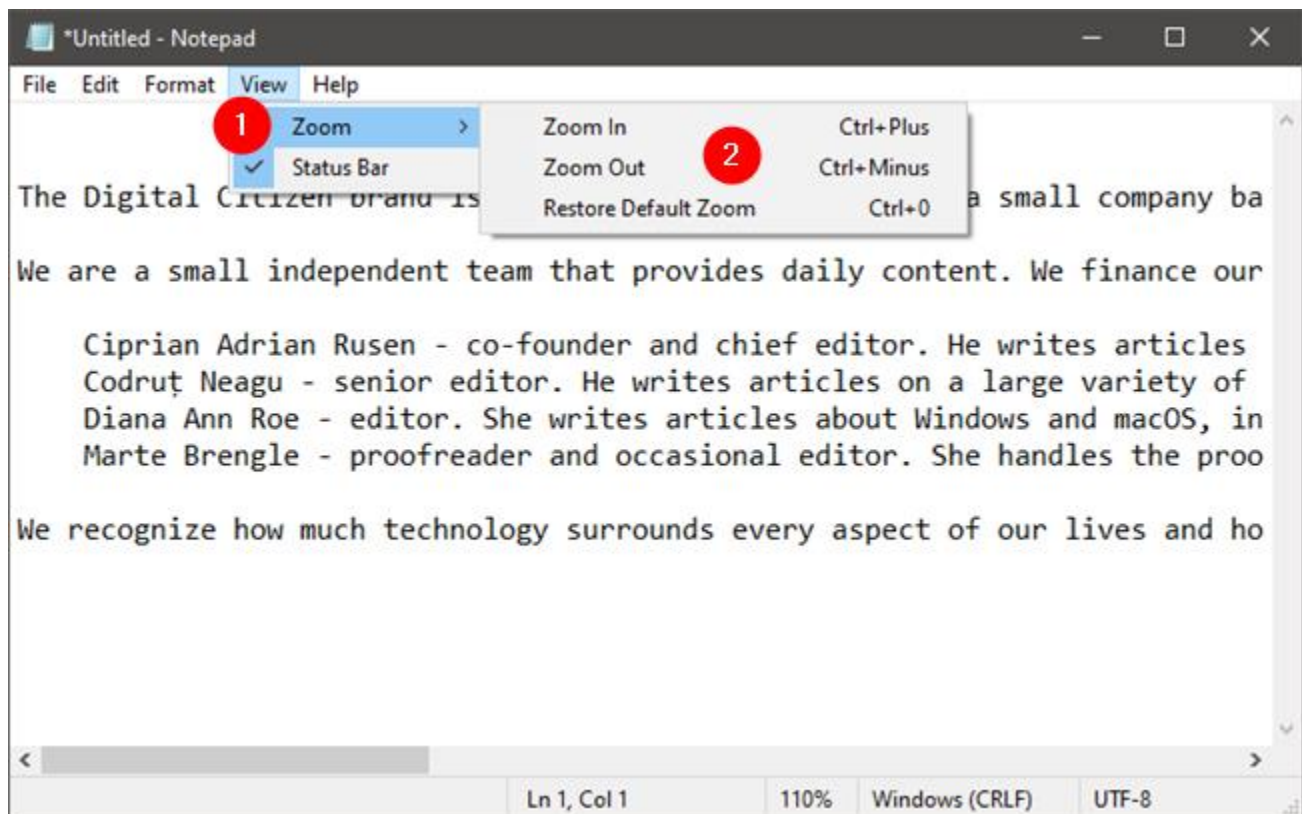 *Untitled - Notepad
File Edit Format View Help
1 Zoom > Zoom In Ctrl+Plus
2
Zoom Out Ctrl+Minus
Status Bar
Restore Default Zoom Ctrl+0
The Digital Citizen brand is a small company ba
We are a small independent team that provides daily content. We finance our
Ciprian Adrian Rusen - co-founder and chief editor. He writes articles
Codruț Neagu - senior editor. He writes articles on a large variety of
Diana Ann Roe - editor. She writes articles about Windows and macOS, in
Marte Brengle - proofreader and occasional editor. She handles the proo
We recognize how much technology surrounds every aspect of our lives and ho
Ln 1, Col 1 110% Windows (CRLF) UTF-8